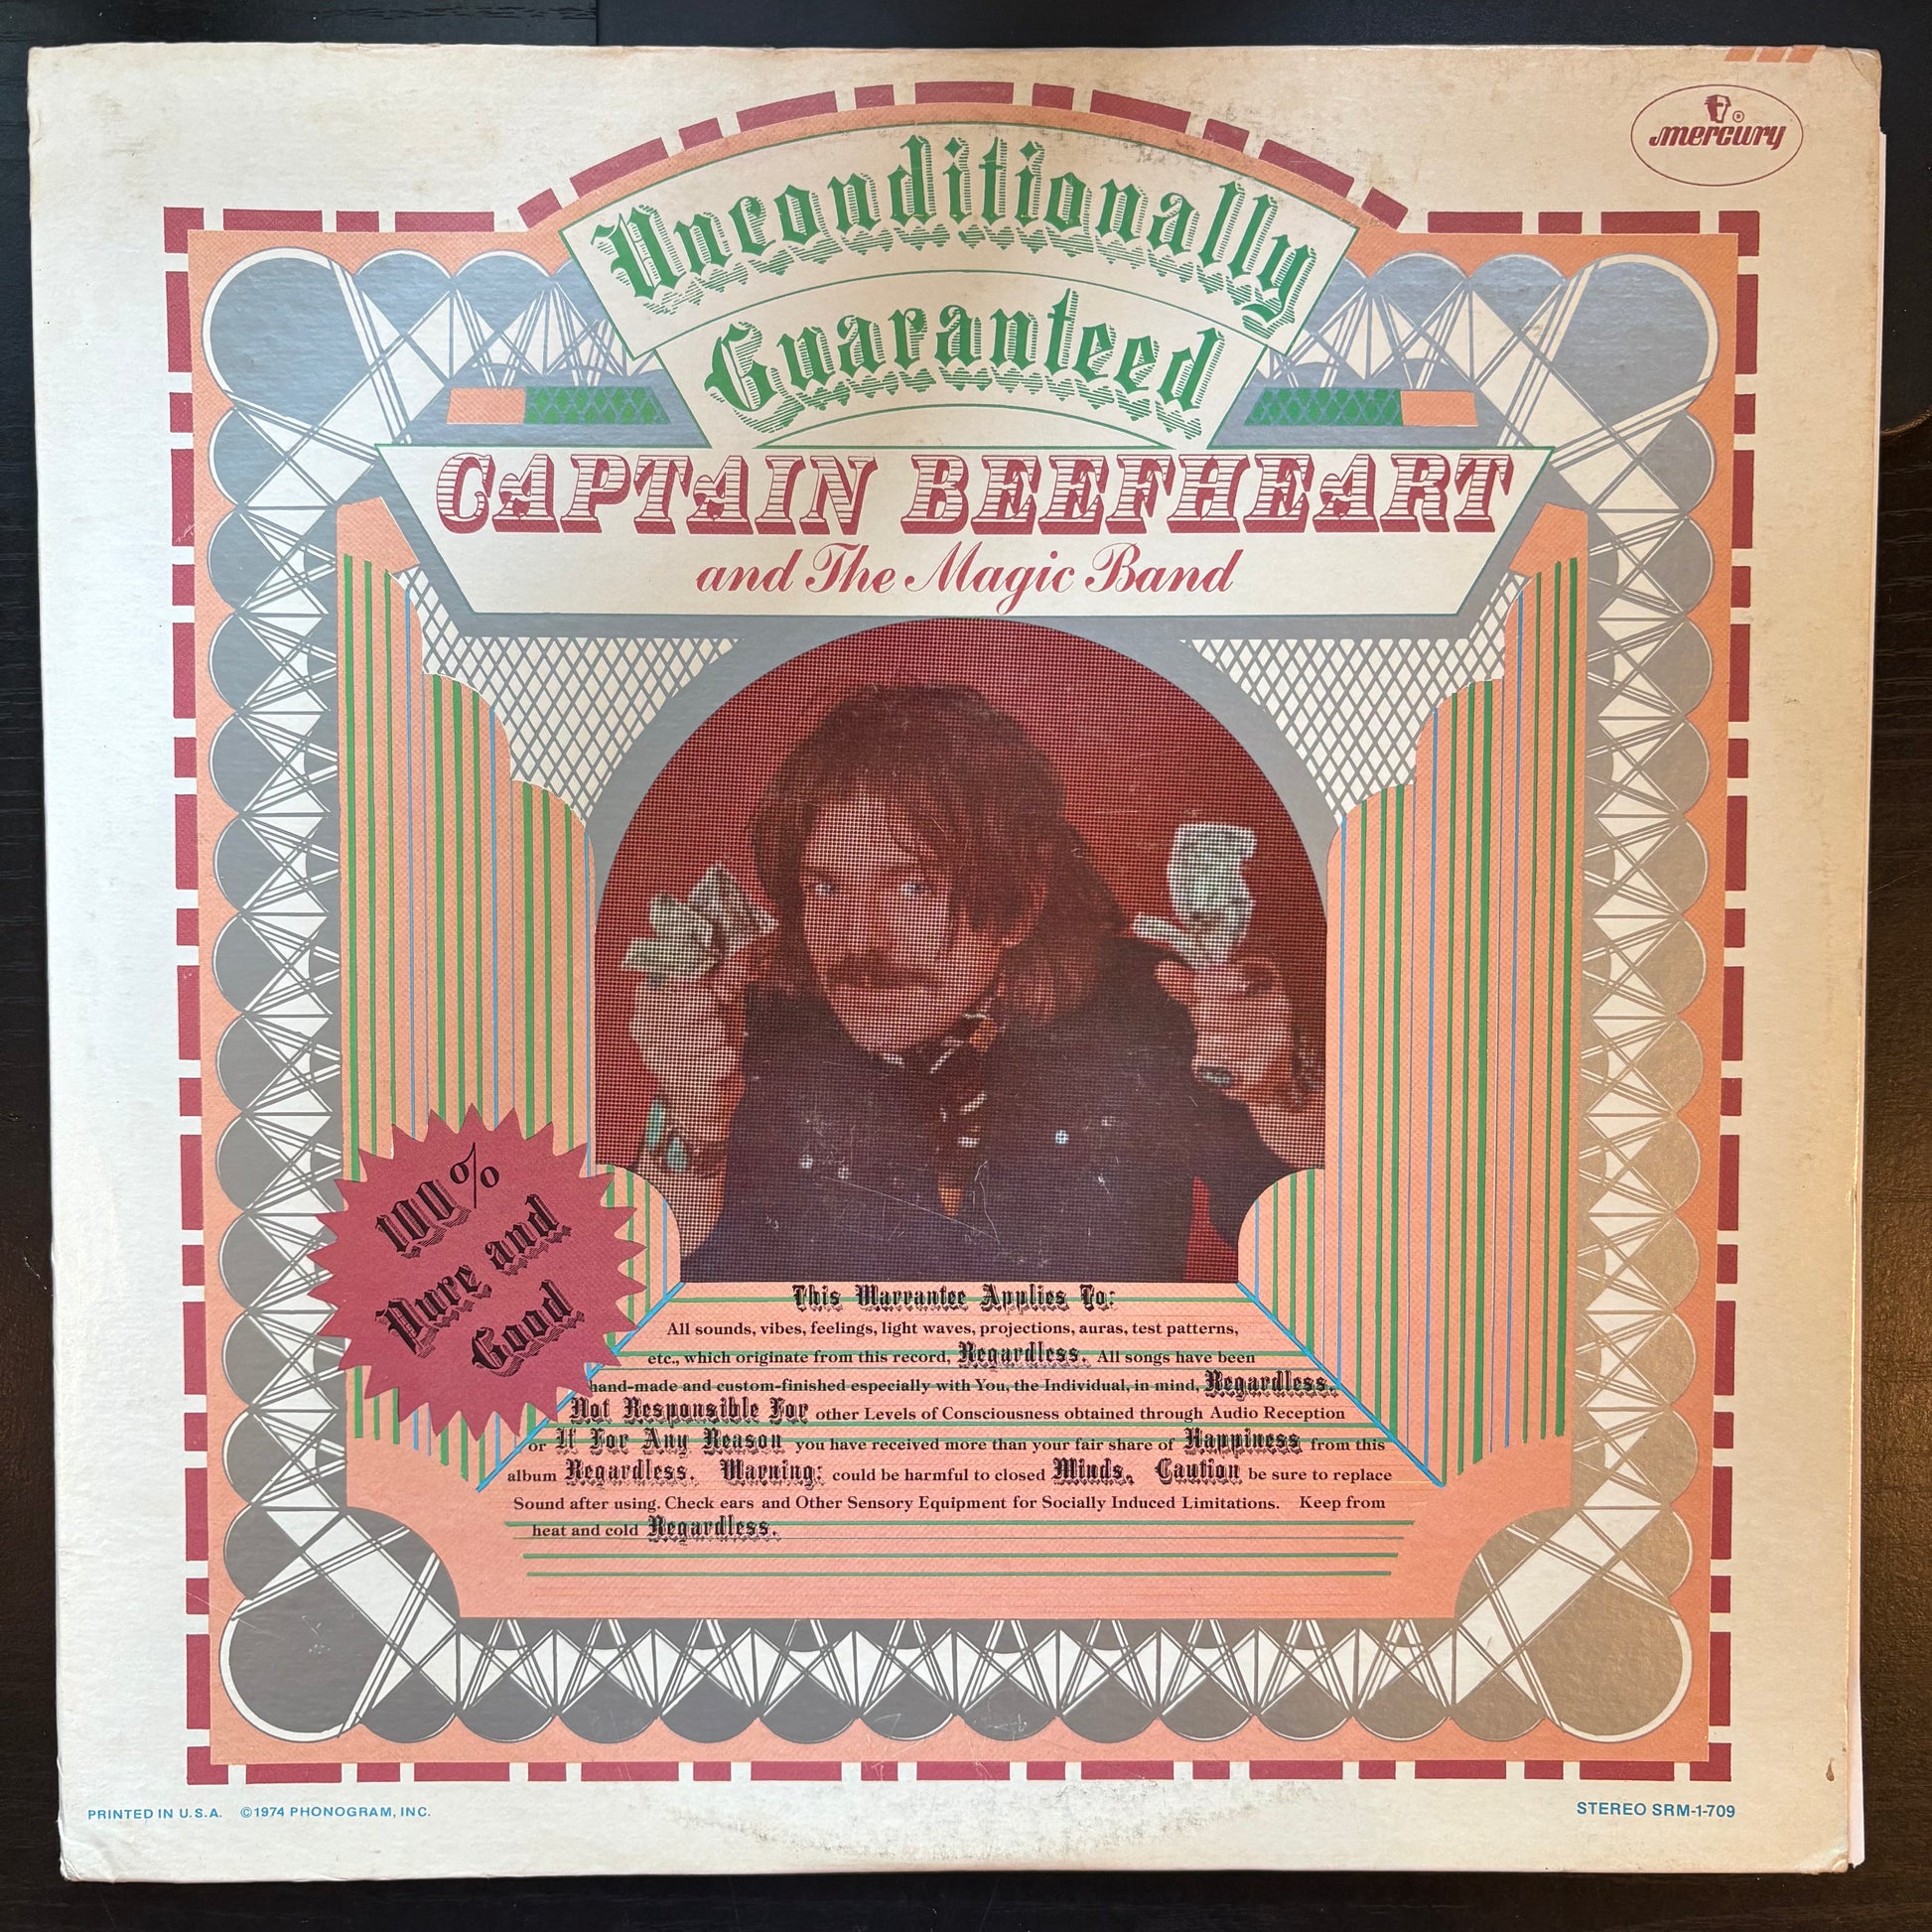 mercury®
Unconditionally
Guaranteed
CAPTAIN BEEFHEART
and The Magic Band
100%
Pure and
Good
This Warrantee Applies To:
All sounds, vibes, feelings, light waves, projections, auras, test patterns,
etc., which originate from this record, Regardless. All songs have been
hand-made and custom-finished especially with You, the Individual, in mind, Regardless.
Not Responsible For other Levels of Consciousness obtained through Audio Reception
or If For Any Reason you have received more than your fair share of Happiness from this
album Regardless. Warning: could be harmful to closed Minds. Caution be sure to replace
Sound after using. Check ears and Other Sensory Equipment for Socially Induced Limitations. Keep from
heat and cold Regardless.
PRINTED IN U.S.A. ©1974 PHONOGRAM, INC.
STEREO SRM-1-709